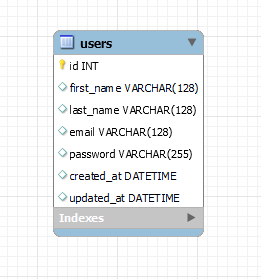 users
id INT
first_name VARCHAR(128)
last_name VARCHAR(128)
email VARCHAR(128)
password VARCHAR(255)
created_at DATETIME
updated_at DATETIME
Indexes